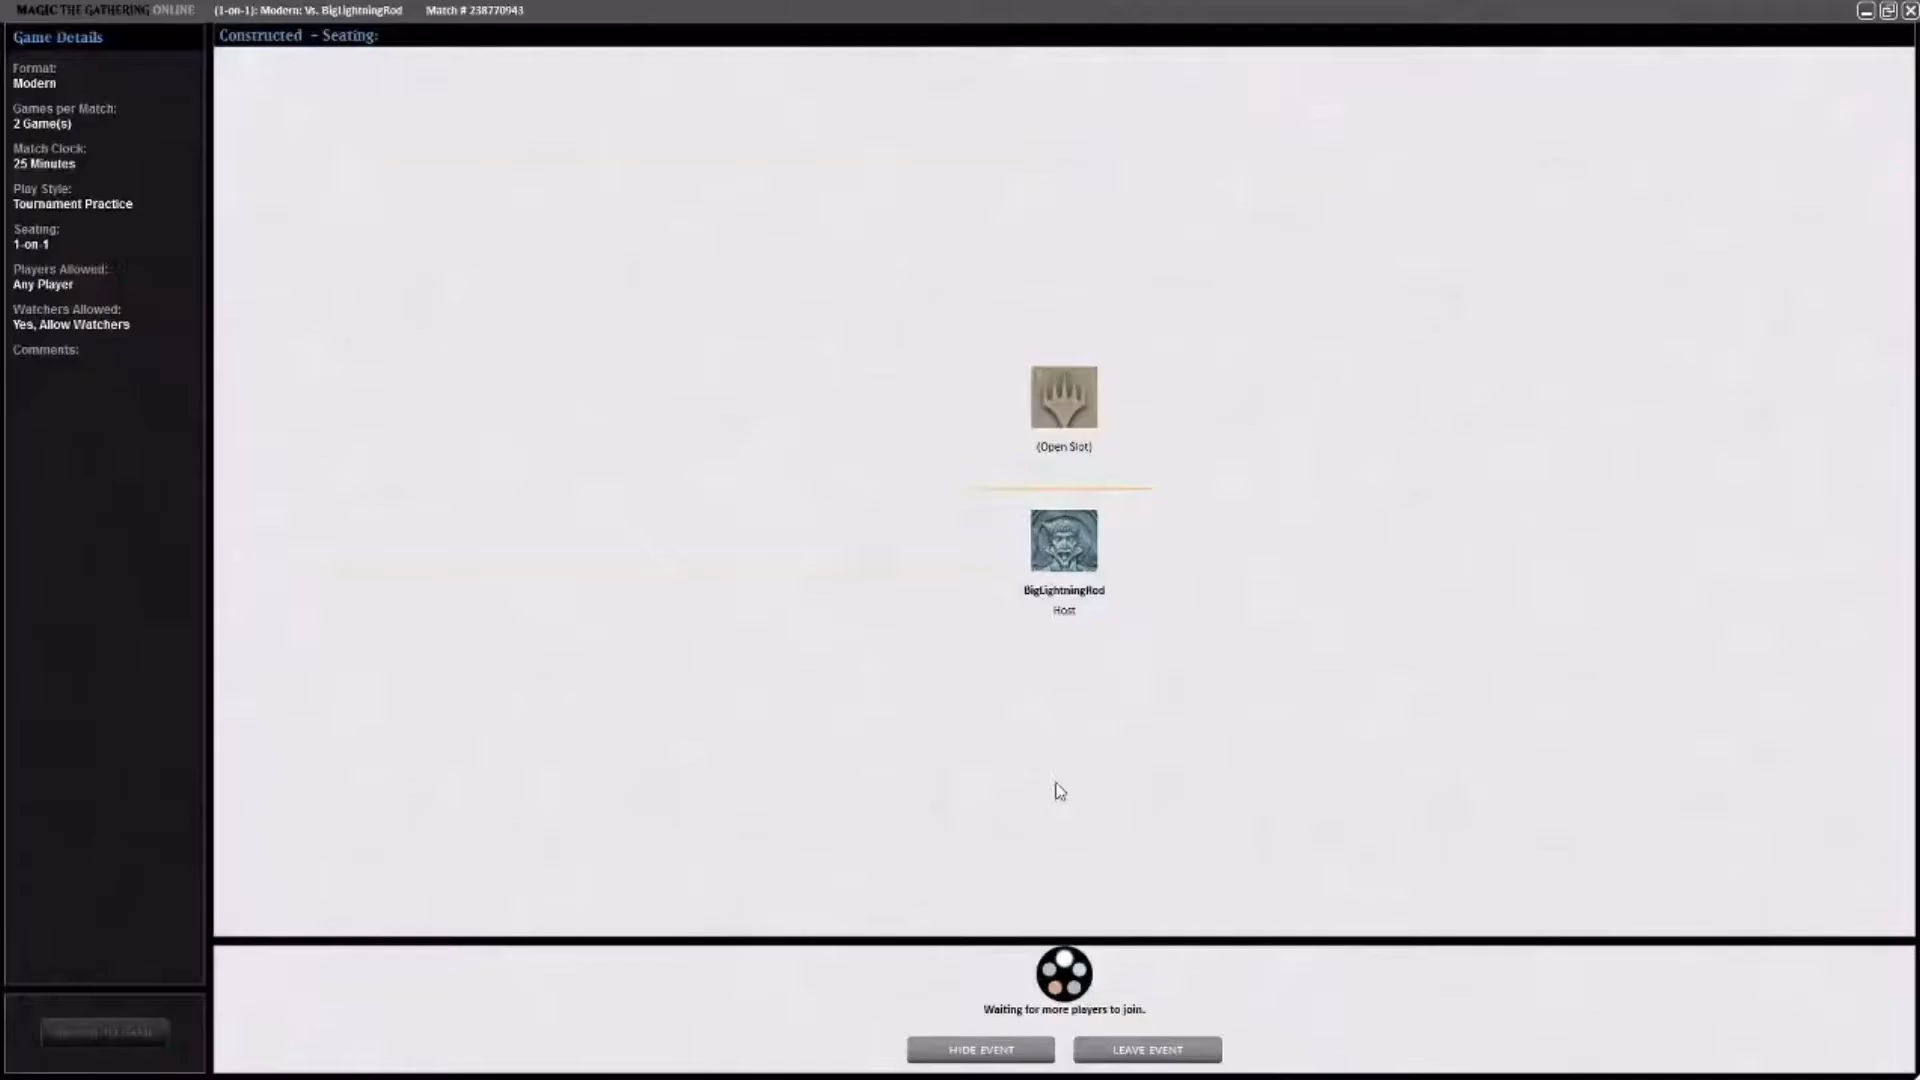 MAGIC THE GATHERING ONLINE (1-on-1): Modern: Vs. BigLightningRod Match # 238770943
Game Details
Constructed - Seating:
Format:
Modern
Games per Match:
2 Game(s)
Match Clock:
25 Minutes
Play Style:
Tournament Practice
Seating:
1-on-1
Players Allowed:
Any Player
Watchers Allowed:
Yes, Allow Watchers
Comments:
(Open Slot)
BigLightningRod
Host
Waiting for more players to join.
HIDE EVENT LEAVE EVENT